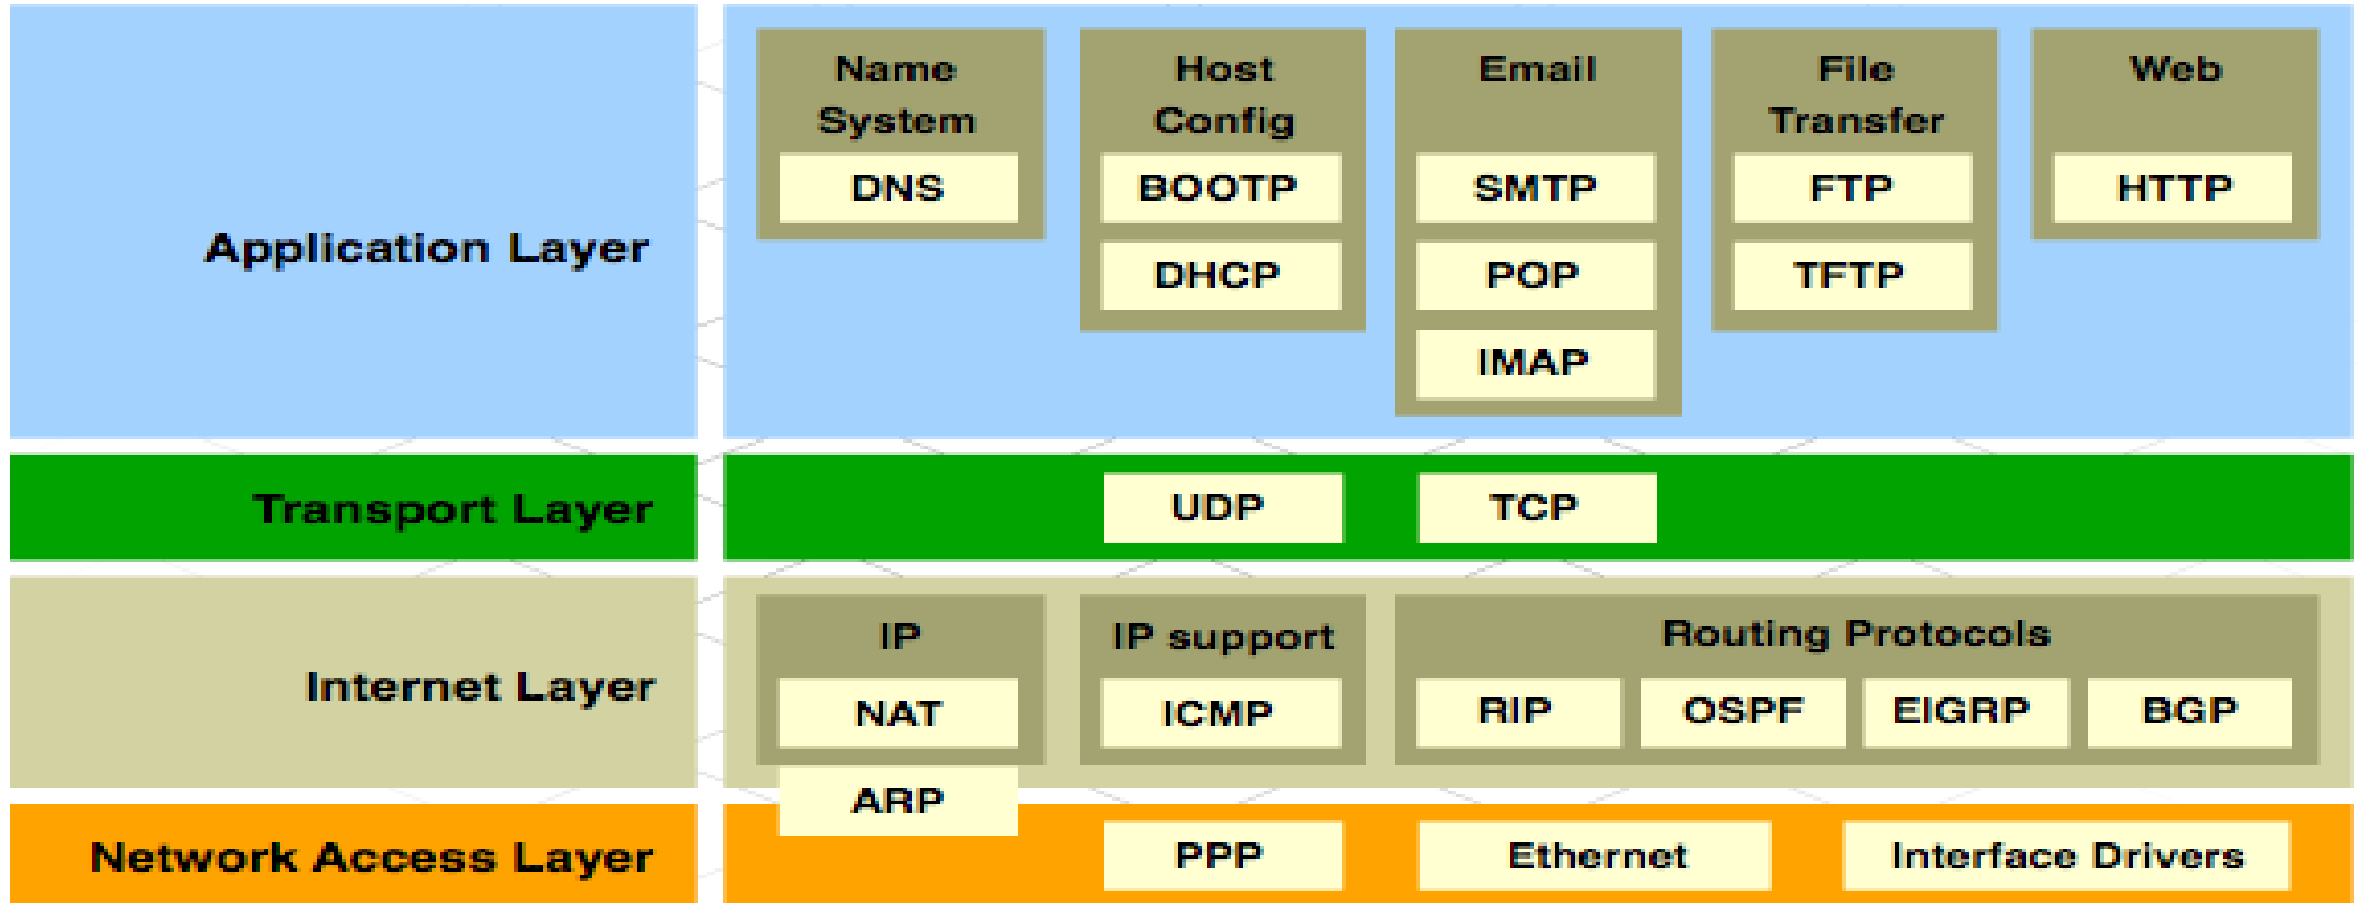 Application Layer
Name
System
DNS
Host
Config
BOOTP
DHCP
Email
SMTP
POP
IMAP
File
Transfer
FTP
TFTP
Web
HTTP
Transport Layer
UDP
TCP
Internet Layer
IP
NAT
IP support
ICMP
Routing Protocols
RIP
OSPF
EIGRP
BGP
ARP
Network Access Layer
PPP
Ethernet
Interface Drivers